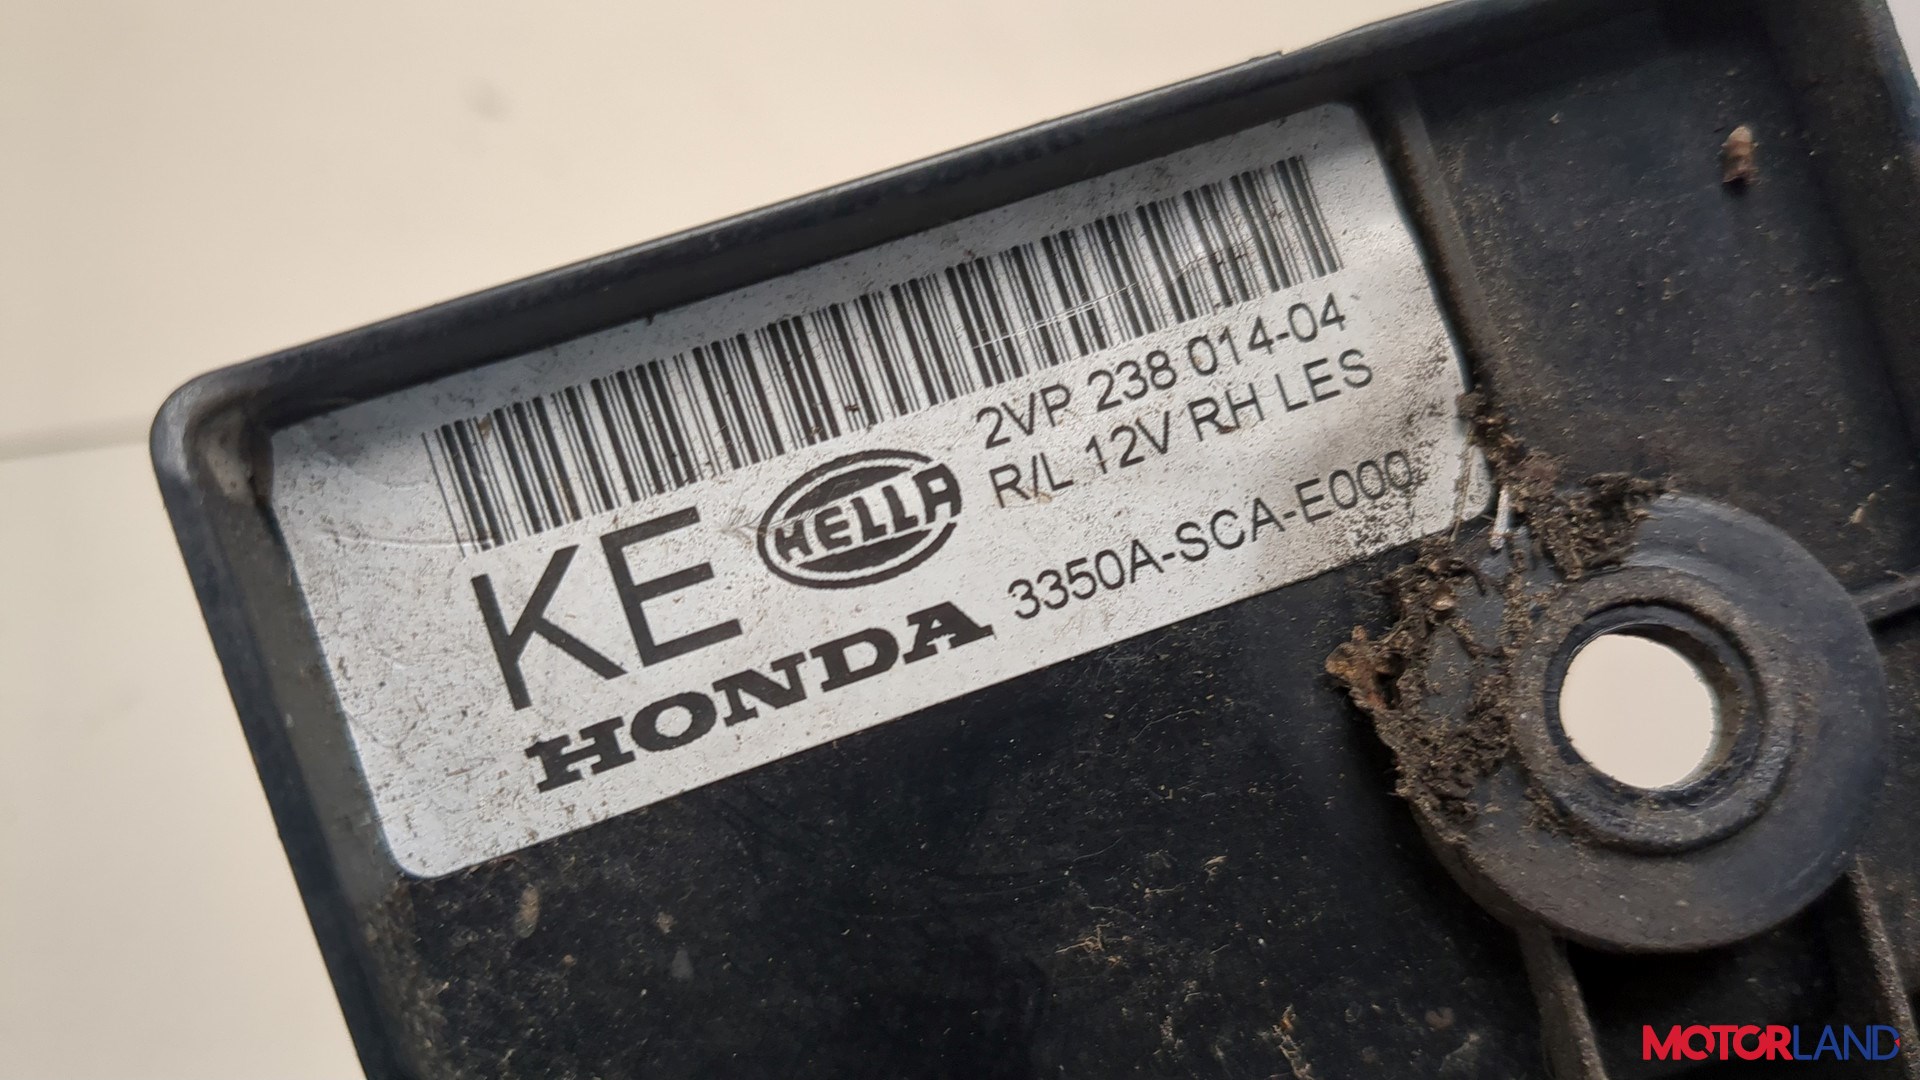 2VP 238 014-04
R/L 12V RH LES
KE HELLA
HONDA 3350A-SCA-E000
MOTORLAND